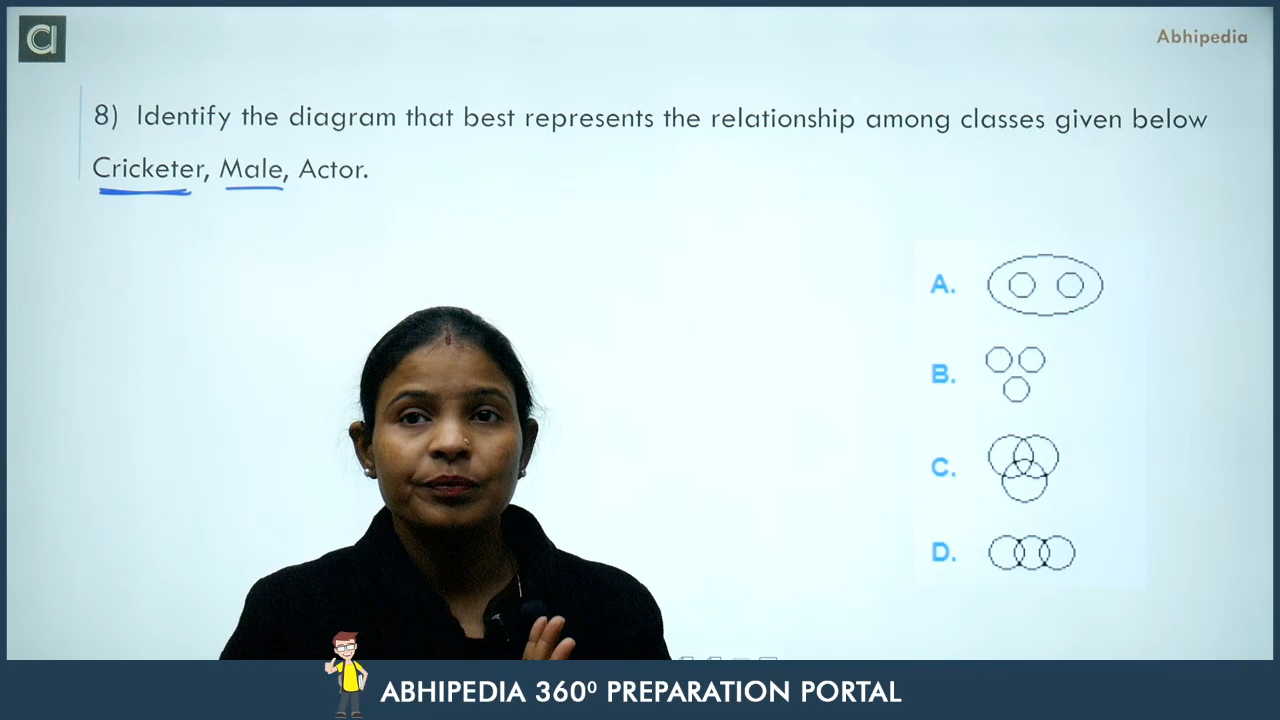 Abhipedia
8) Identify the diagram that best represents the relationship among classes given below
Cricketer, Male, Actor.
A.
B.
C.
D.
ABHIPEDIA 360⁰ PREPARATION PORTAL